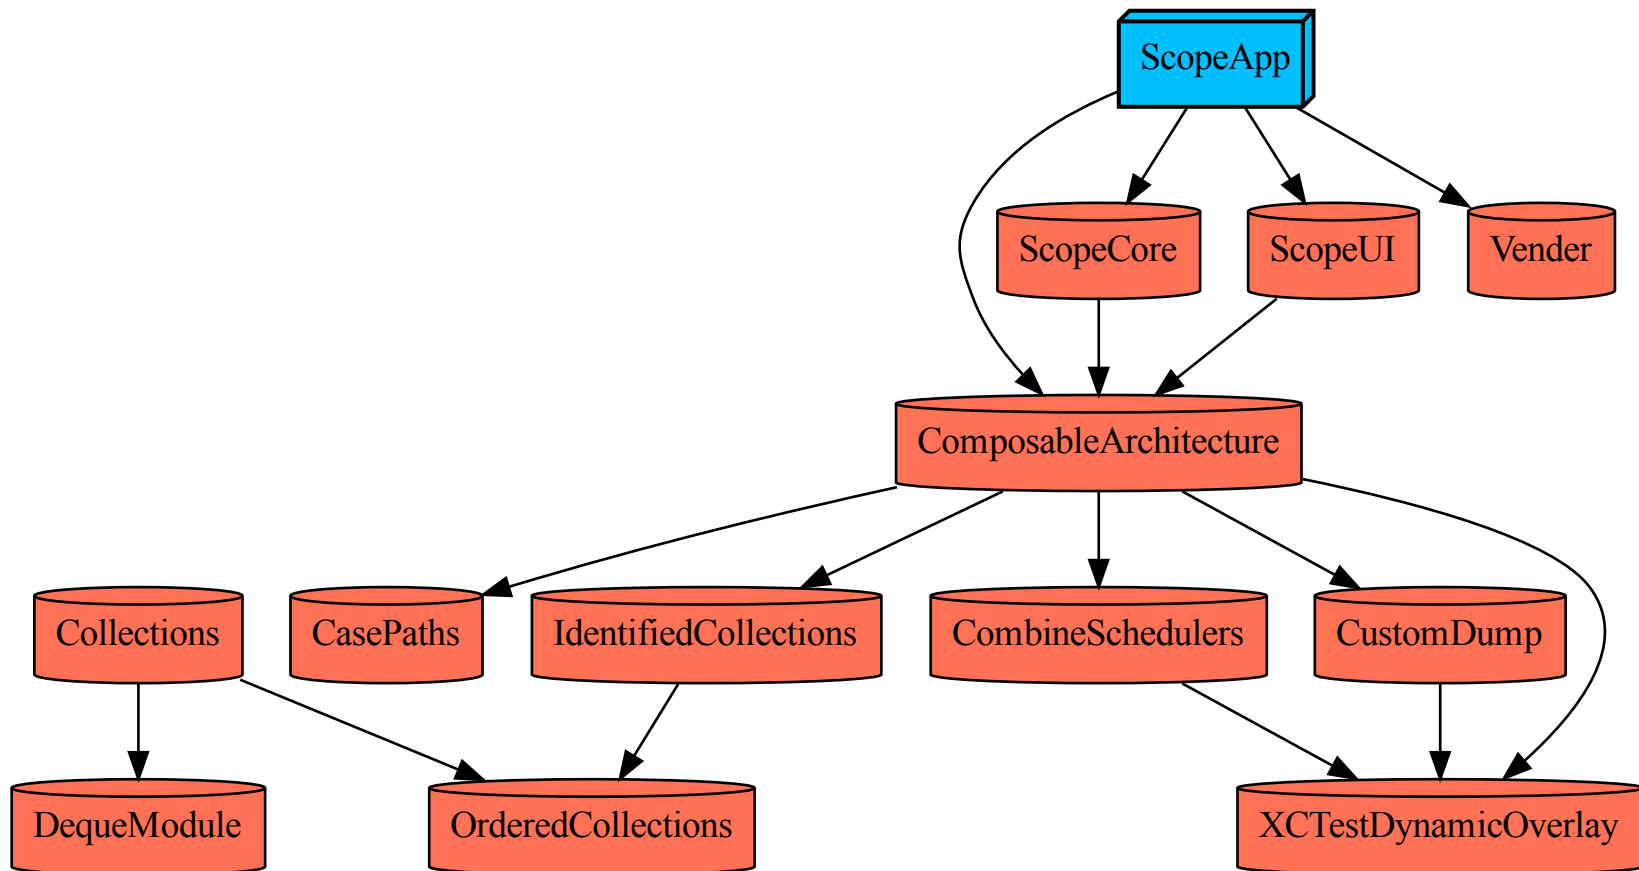 ScopeApp
ScopeCore
ScopeUI
Vender
ComposableArchitecture
Collections
CasePaths
IdentifiedCollections
CombineSchedulers
CustomDump
DequeModule
OrderedCollections
XCTestDynamicOverlay